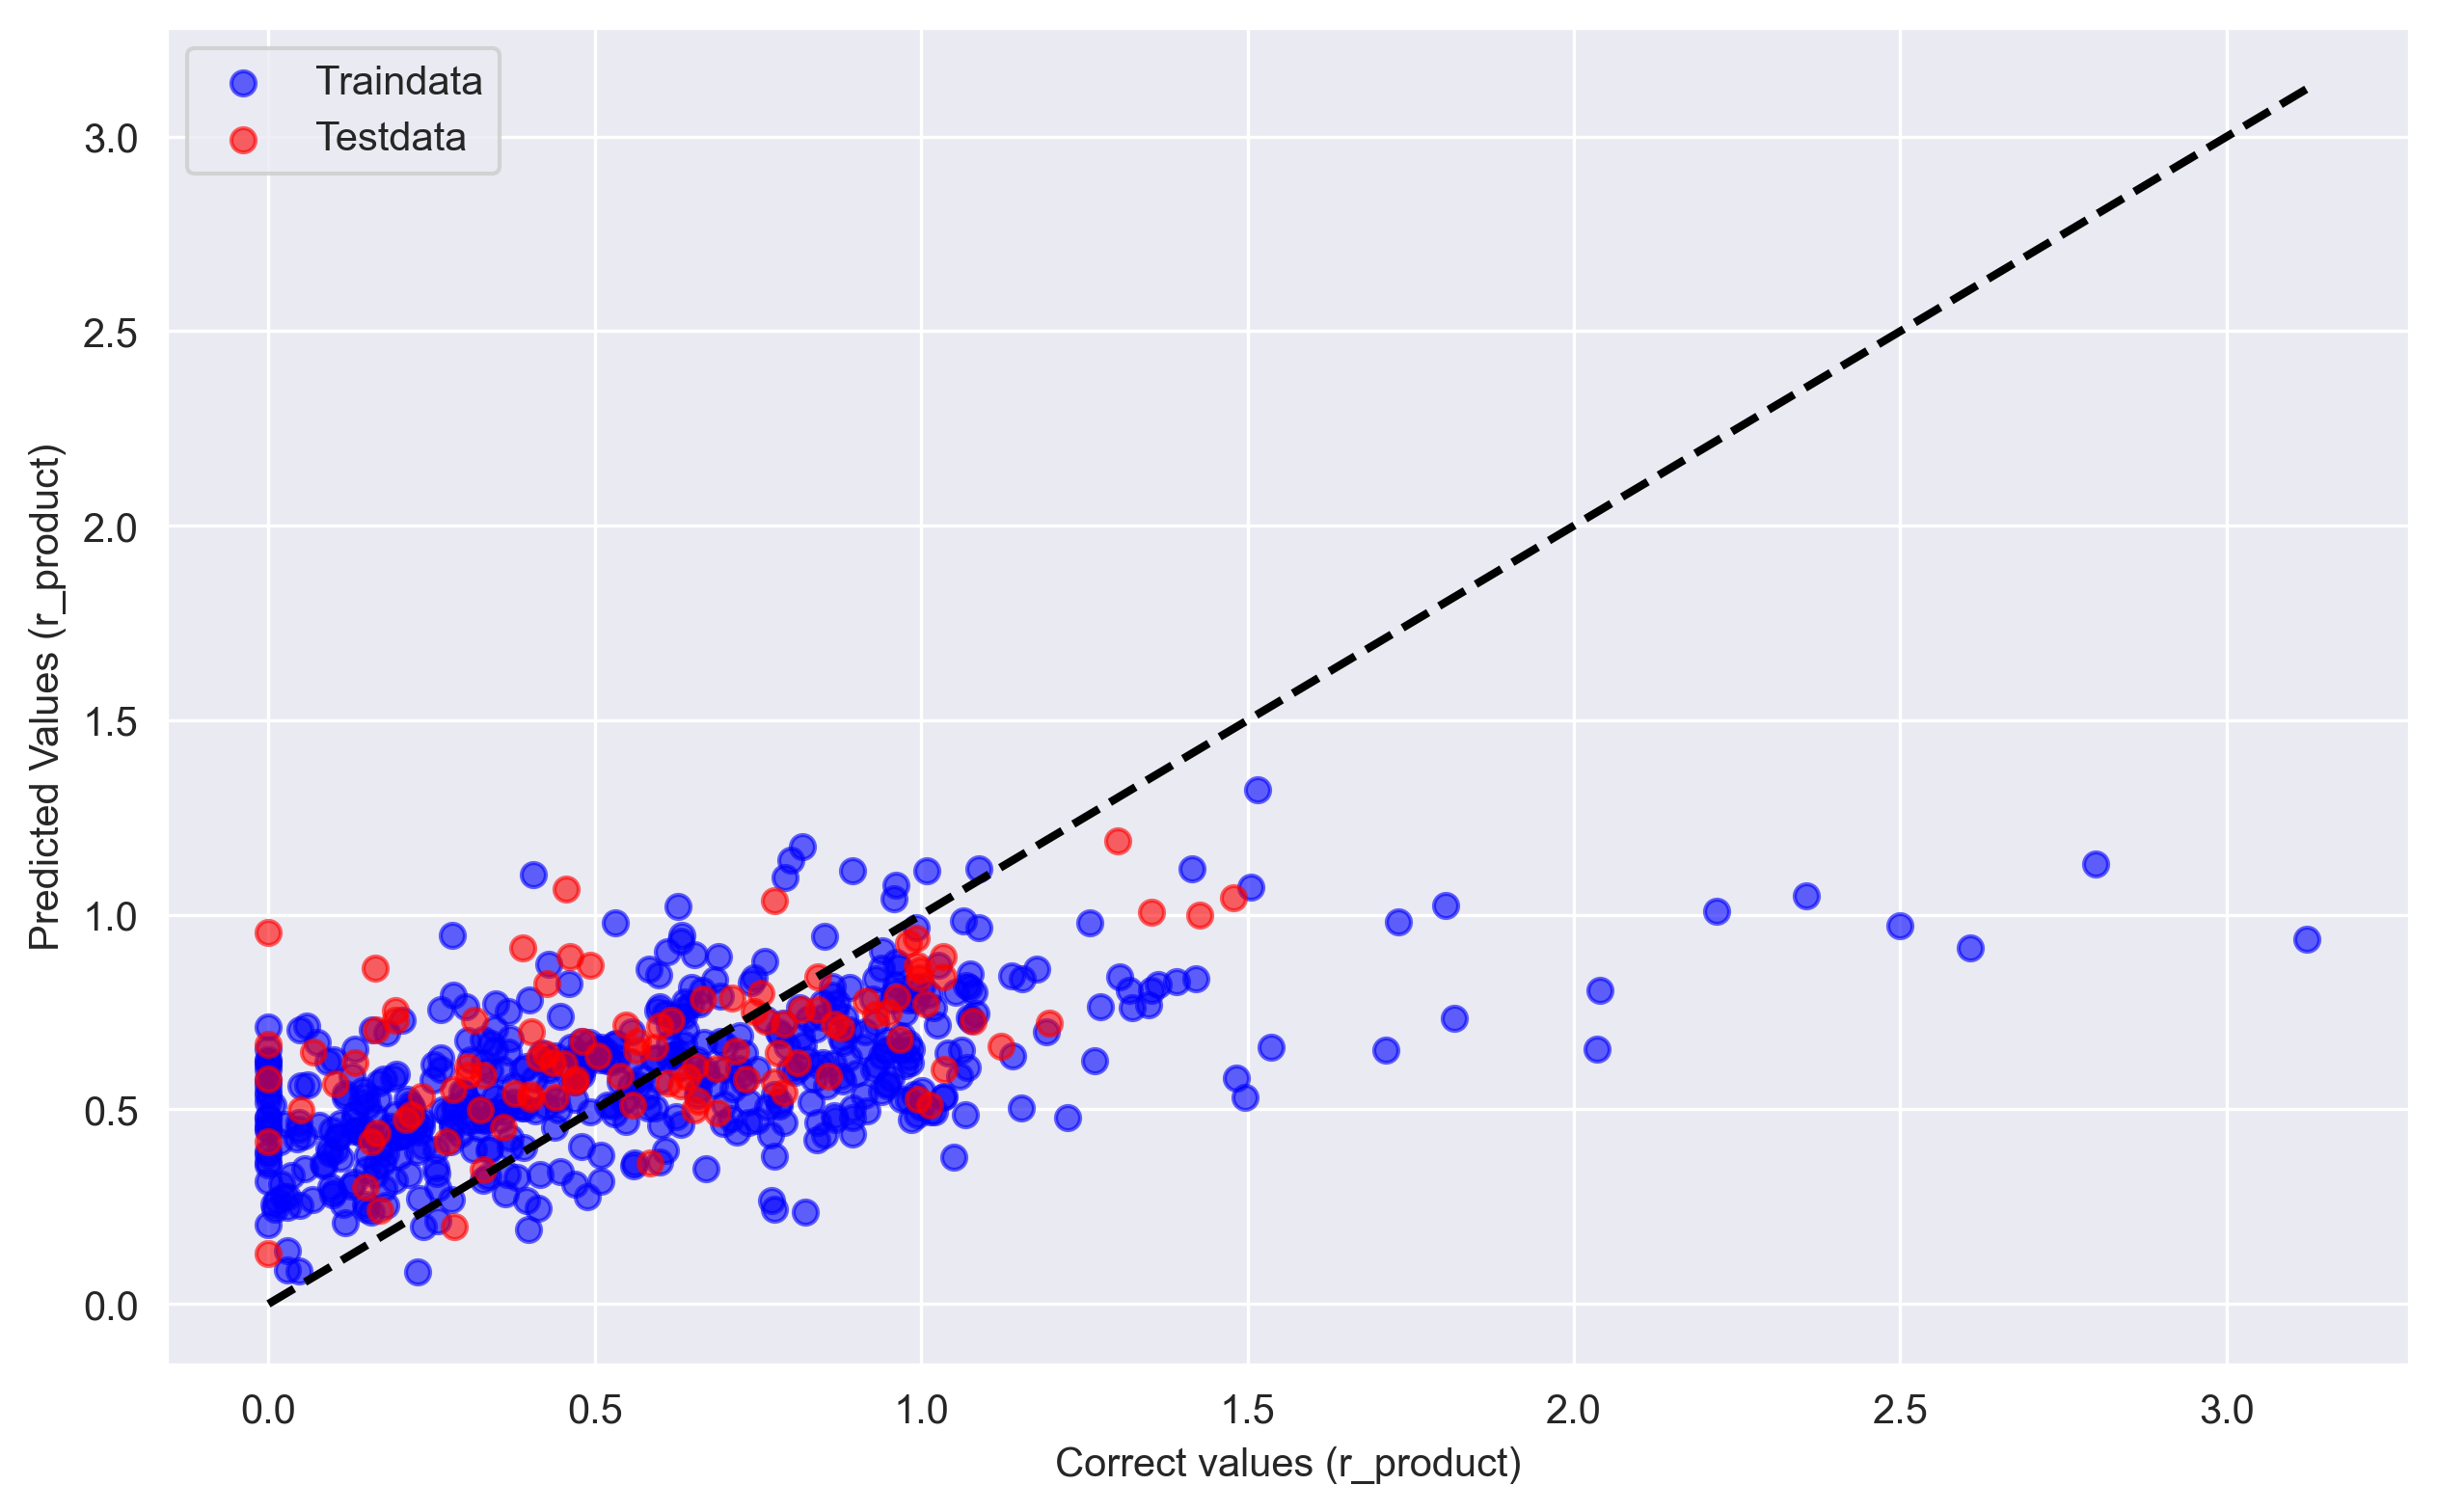 Traindata
Testdata
3.0
2.5
2.0
1.5
1.0
0.5
0.0
Predicted Values (r_product)
0.0 0.5 1.0 1.5 2.0 2.5 3.0
Correct values (r_product)